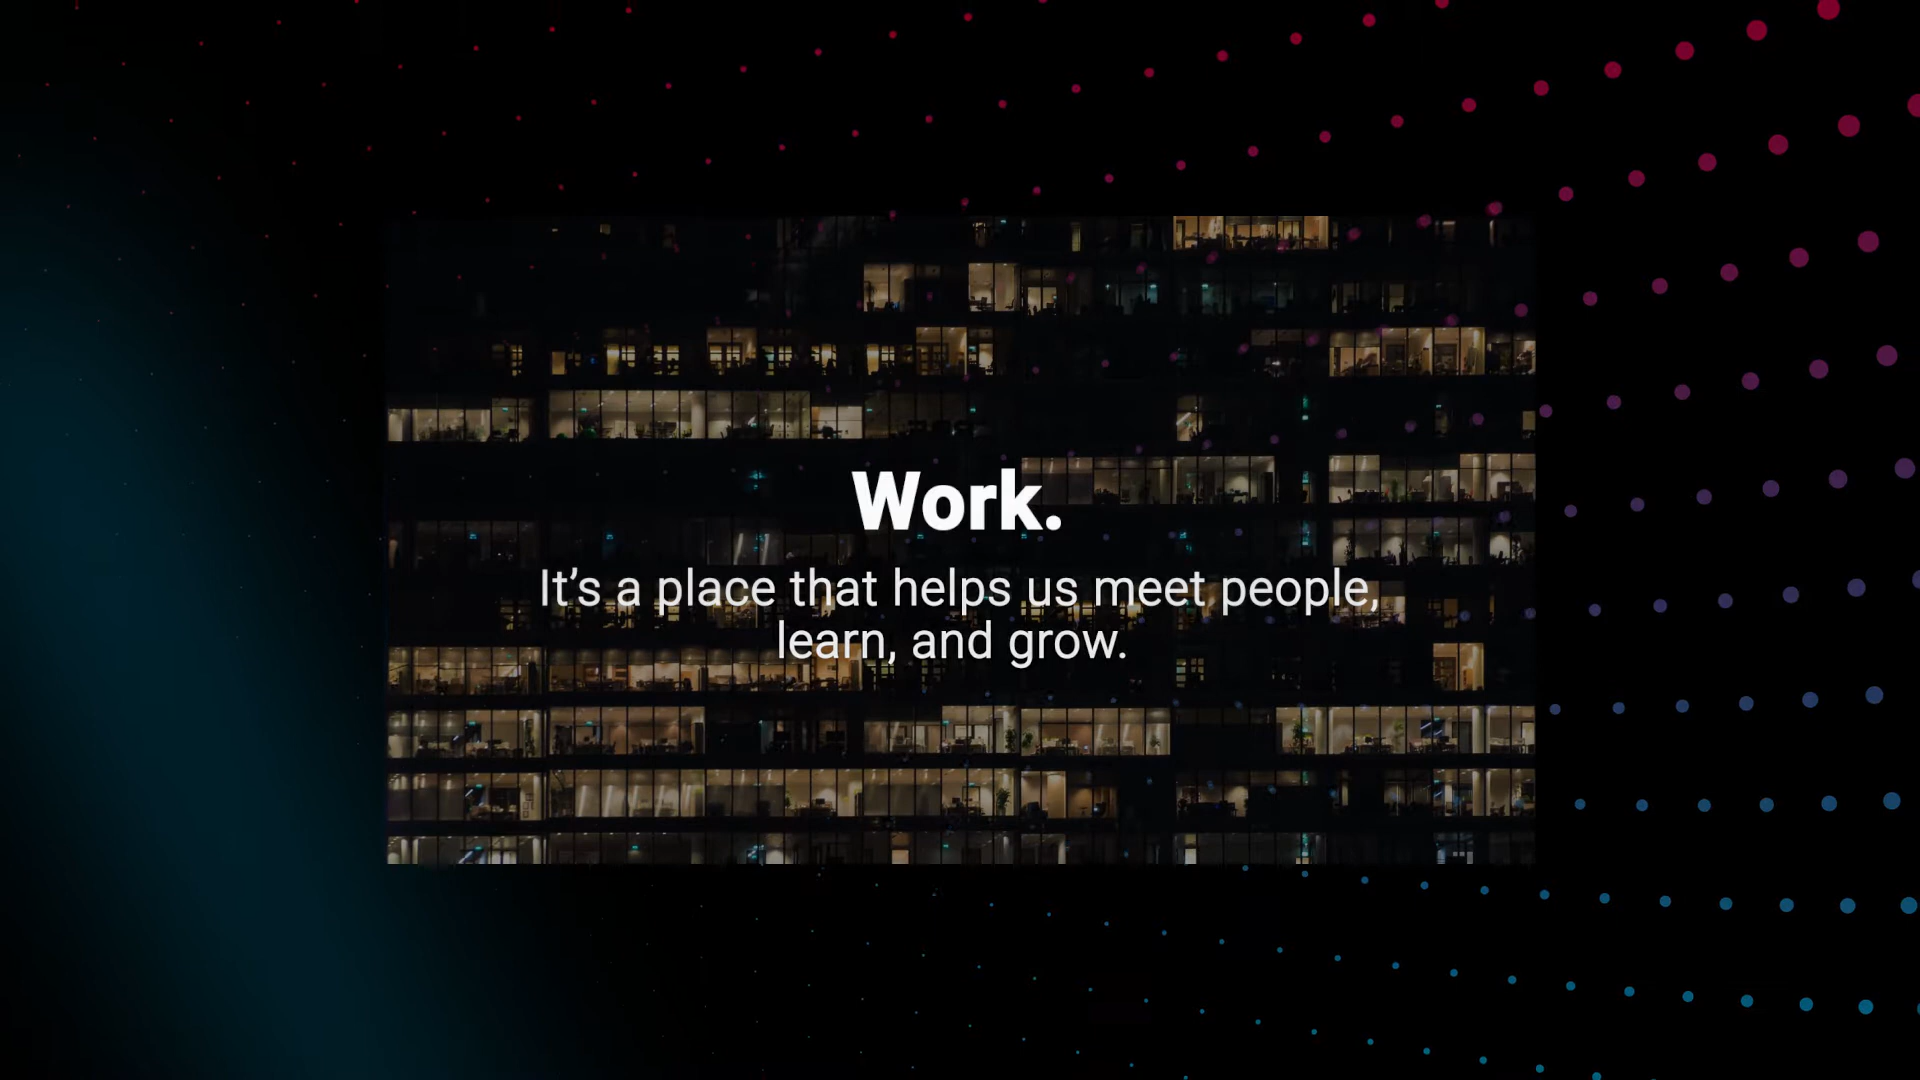 Work.
It’s a place that helps us meet people,
learn, and grow.